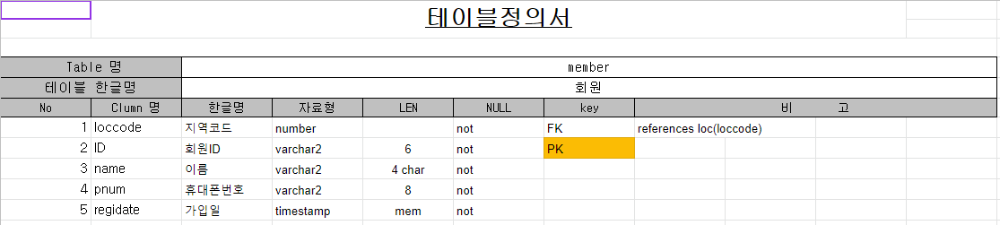 테이블정의서
Table 명 member
테이블 한글명 회원
No Clumn 명 한글명 자료형 LEN NULL key 비 고
1 loccode 지역코드 number not FK references loc(loccode)
2 ID 회원ID varchar2 6 not PK
3 name 이름 varchar2 4 char not
4 pnum 휴대폰번호 varchar2 8 not
5 regidate 가입일 timestamp mem not